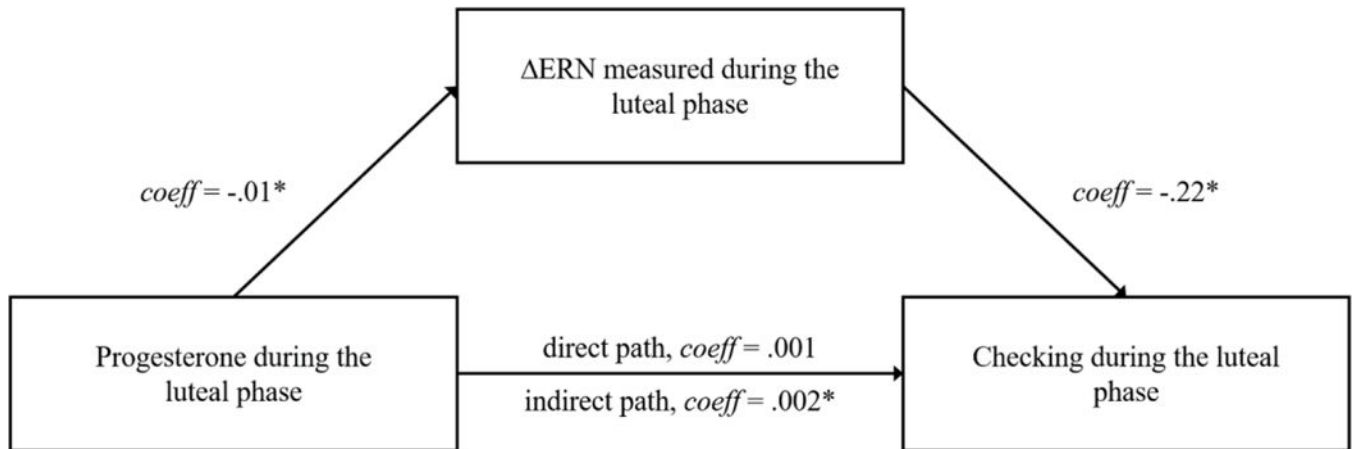 ΔERN measured during the
luteal phase
coeff = -.01*
coeff = -.22*
Progesterone during the
luteal phase
direct path, coeff = .001
indirect path, coeff = .002*
Checking during the luteal
phase